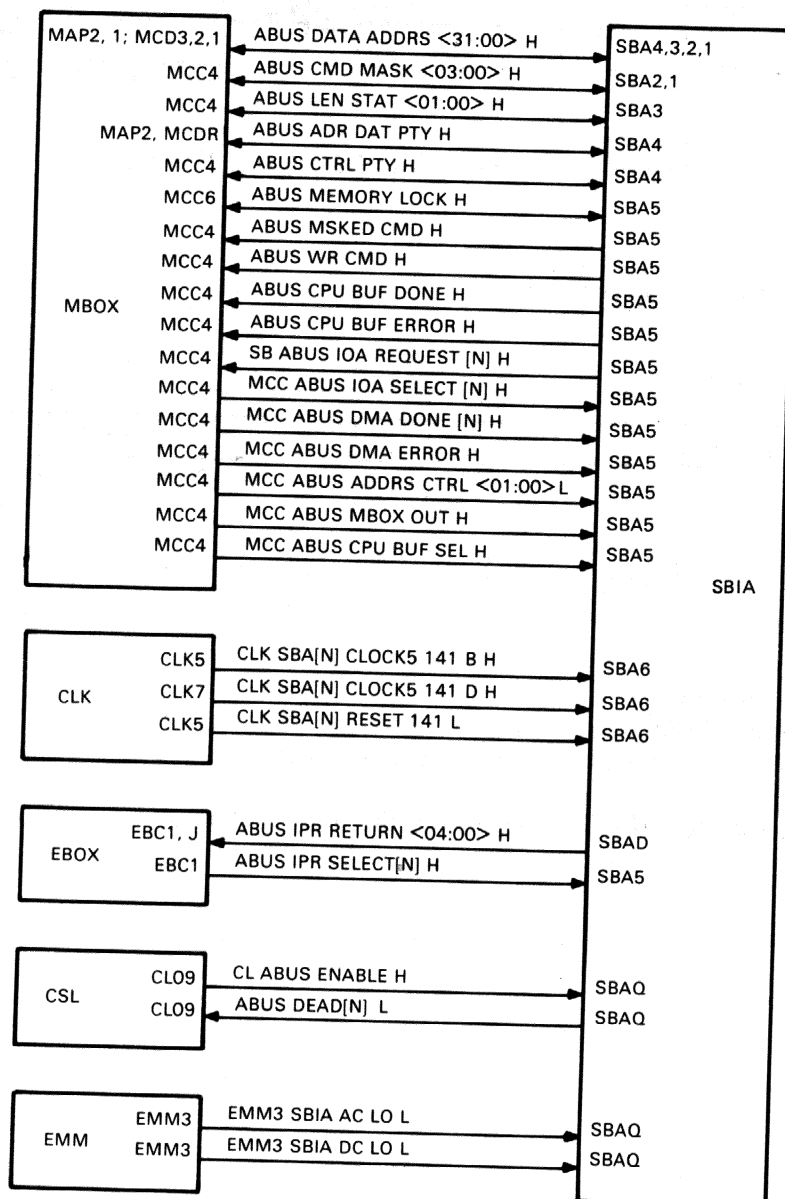 MAP2, 1; MCD3,2,1 ABUS DATA ADDRS <31:00> H SBA4,3,2,1
MCC4 ABUS CMD MASK <03:00> H SBA2,1
MCC4 ABUS LEN STAT <01:00> H SBA3
MAP2, MCDR ABUS ADR DAT PTY H SBA4
MCC4 ABUS CTRL PTY H SBA4
MCC6 ABUS MEMORY LOCK H SBA5
MCC4 ABUS MSKED CMD H SBA5
MCC4 ABUS WR CMD H SBA5
MBOX
MCC4 ABUS CPU BUF DONE H SBA5
MCC4 ABUS CPU BUF ERROR H SBA5
MCC4 SB ABUS IOA REQUEST [N] H SBA5
MCC4 MCC ABUS IOA SELECT [N] H SBA5
MCC4 MCC ABUS DMA DONE [N] H SBA5
MCC4 MCC ABUS DMA ERROR H SBA5
MCC4 MCC ABUS ADDRS CTRL <01:00> L SBA5
MCC4 MCC ABUS MBOX OUT H SBA5
MCC4 MCC ABUS CPU BUF SEL H SBA5
SBIA
CLK5 CLK SBA[N] CLOCK5 141 B H SBA6
CLK
CLK7 CLK SBA[N] CLOCK5 141 D H SBA6
CLK5 CLK SBA[N] RESET 141 L SBA6
EBC1, J ABUS IPR RETURN <04:00> H SBAD
EBOX
EBC1 ABUS IPR SELECT[N] H SBA5
CL09 CL ABUS ENABLE H SBAQ
CSL
CL09 ABUS DEAD[N] L SBAQ
EMM3 EMM3 SBIA AC LO L SBAQ
EMM
EMM3 EMM3 SBIA DC LO L SBAQ